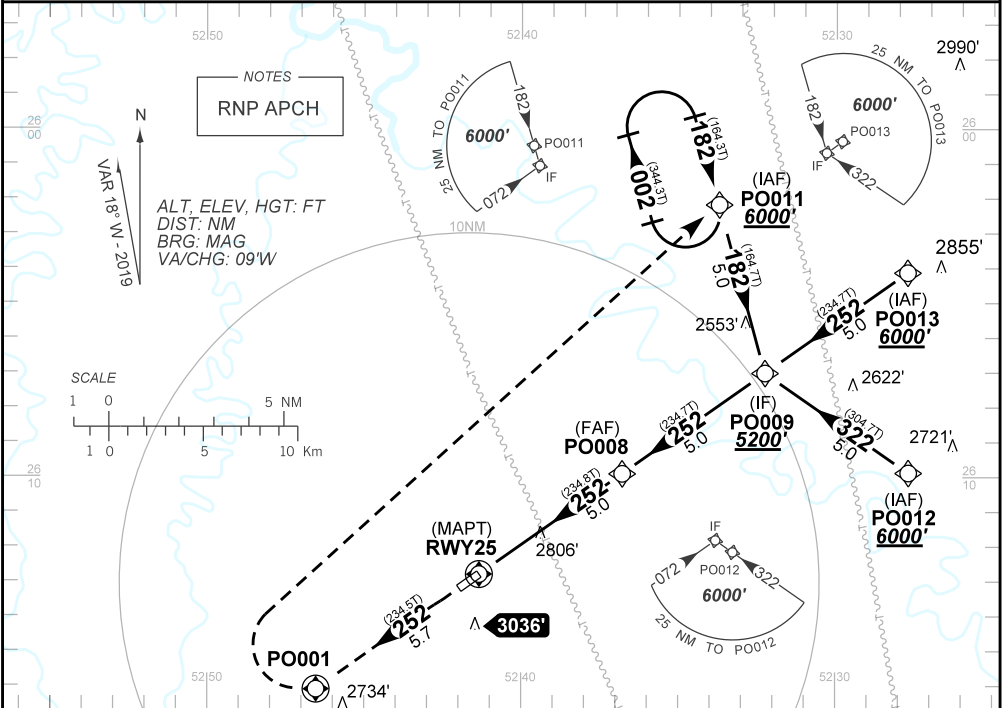 52 50
52 40
52 30
2990'
NOTES
RNP APCH
25 NM TO PO011
182
6000'
PO011
IF
072
25 NM TO PO013
182
6000'
PO013
IF
322
26
00
N
VAR 18° W - 2019
ALT, ELEV, HGT: FT
DIST: NM
BRG: MAG
VA/CHG: 09'W
(164.3T)
182
(344.3T)
002
(IAF)
PO011
6000'
10NM
(164.7T)
182
5.0
2855'
(234.7T)
252
5.0
(IAF)
PO013
6000'
2553'
SCALE
1 0 5 NM
1 0 5 10 Km
2622'
(IF)
PO009
5200'
(304.7T)
322
5.0
2721'
(FAF)
PO008
(234.7T)
252
5.0
26
10
(IAF)
PO012
6000'
(234.8T)
252
5.0
(MAPT)
RWY25
2806'
IF
072
PO012
322
6000'
25 NM TO PO012
(234.5T)
252
5.7
3036'
PO001
2734'
52 50
52 40
52 30